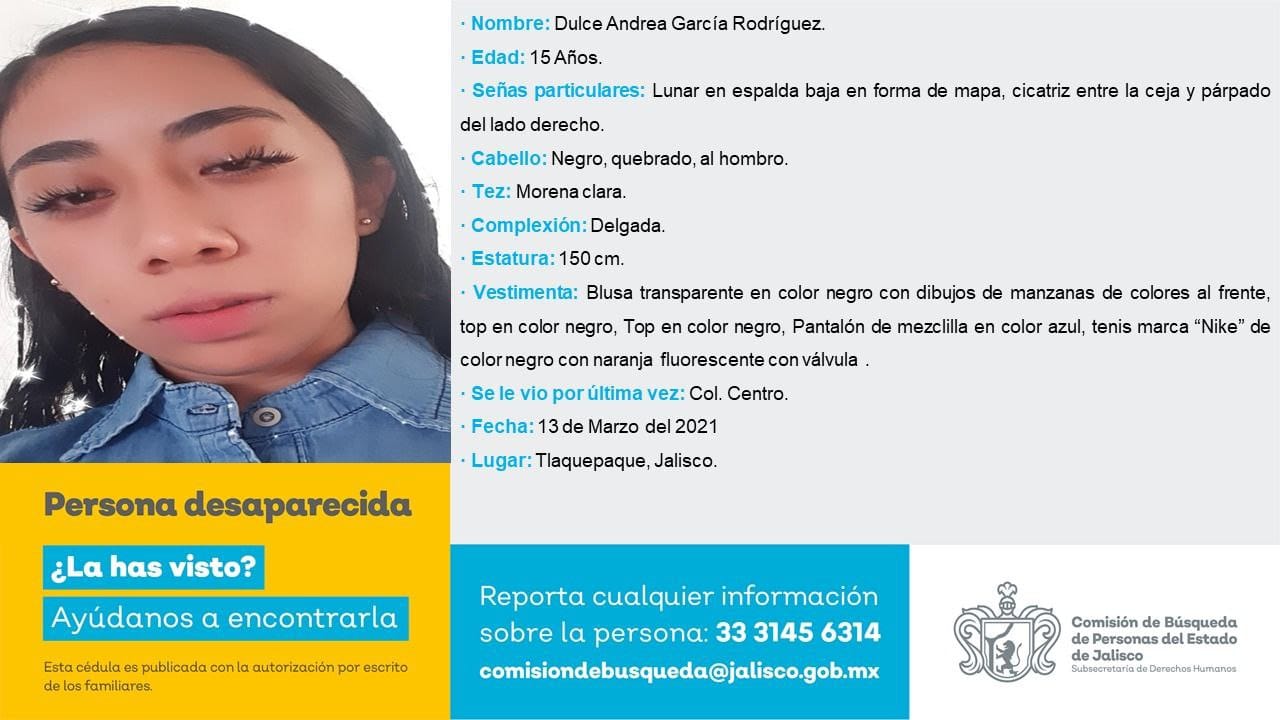 · Nombre: Dulce Andrea García Rodríguez.
· Edad: 15 Años.
· Señas particulares: Lunar en espalda baja en forma de mapa, cicatriz entre la ceja y párpado
del lado derecho.
· Cabello: Negro, quebrado, al hombro.
· Tez: Morena clara.
· Complexión: Delgada.
· Estatura: 150 cm.
· Vestimenta: Blusa transparente en color negro con dibujos de manzanas de colores al frente,
top en color negro, Top en color negro, Pantalón de mezclilla en color azul, tenis marca “Nike” de
color negro con naranja fluorescente con válvula .
· Se le vio por última vez: Col. Centro.
· Fecha: 13 de Marzo del 2021
· Lugar: Tlaquepaque, Jalisco.
Persona desaparecida
¿La has visto?
Ayúdanos a encontrarla
Esta cédula es publicada con la autorización por escrito
de los familiares.
Reporta cualquier información
sobre la persona: 33 3145 6314
comisiondebusqueda@jalisco.gob.mx
Comisión de Búsqueda
de Personas del Estado
de Jalisco
Subsecretaría de Derechos Humanos